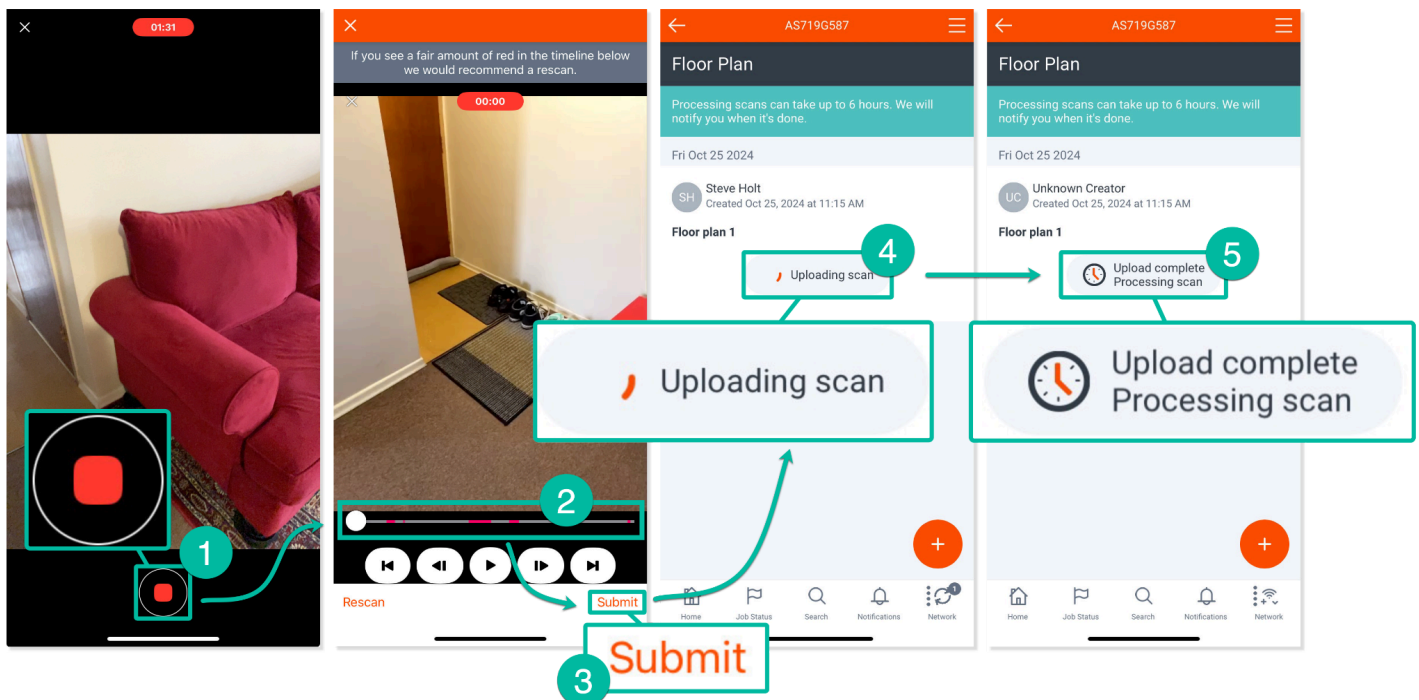 01:31
1
If you see a fair amount of red in the timeline below
we would recommend a rescan.
00:00
2
Rescan
Submit
3
Submit
AS719G587
Floor Plan
Processing scans can take up to 6 hours. We will
notify you when it's done.
Fri Oct 25 2024
SH
Steve Holt
Created Oct 25, 2024 at 11:15 AM
Floor plan 1
4
Uploading scan
Uploading scan
+
1
Home
Job Status
Search
Notifications
Network
AS719G587
Floor Plan
Processing scans can take up to 6 hours. We will
notify you when it's done.
Fri Oct 25 2024
UC
Unknown Creator
Created Oct 25, 2024 at 11:15 AM
Floor plan 1
5
Upload complete
Processing scan
Upload complete
Processing scan
+
Home
Job Status
Search
Notifications
Network